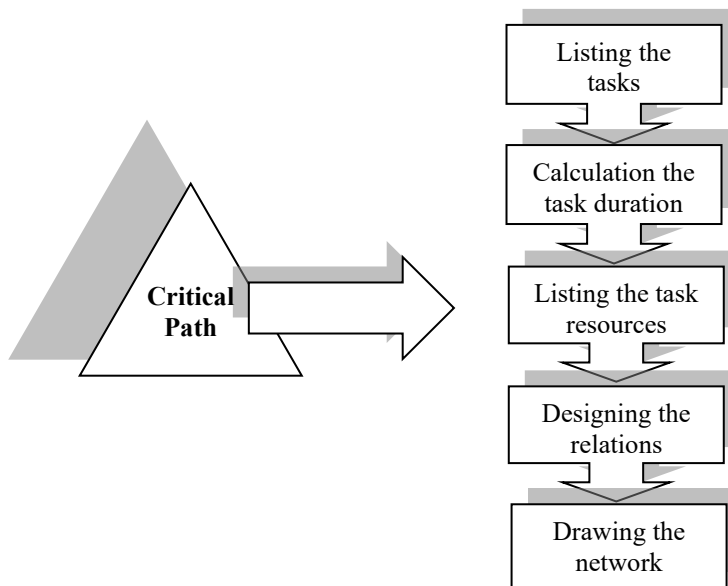 Critical
Path
Listing the
tasks
Calculation the
task duration
Listing the task
resources
Designing the
relations
Drawing the
network